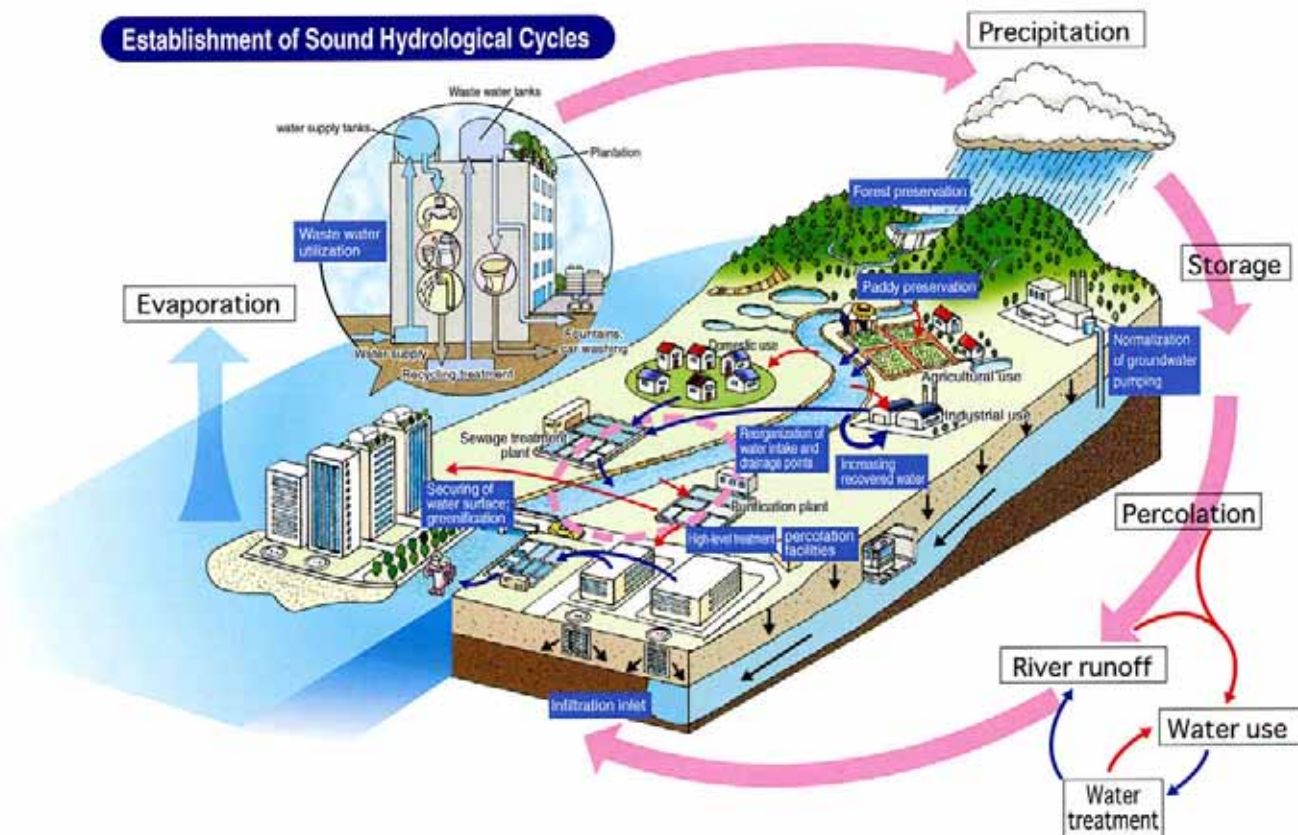 Establishment of Sound Hydrological Cycles
Precipitation
Waste water tanks
water supply tanks
Plantation
Waste water
utilization
Forest preservation
Storage
Evaporation
Paddy preservation
Fountains,
car washing
Water supply
Recycling treatment
Domestic use
Normalization
of groundwater
pumping
Agricultural use
Industrial use
Sewage treatment
plant
Reorganization of
water intake and
drainage points
Increasing
recovered water
Securing of
water surface;
greenification
Purification plant
High-level treatment
percolation
facilities
Percolation
River runoff
Infiltration inlet
Water use
Water
treatment